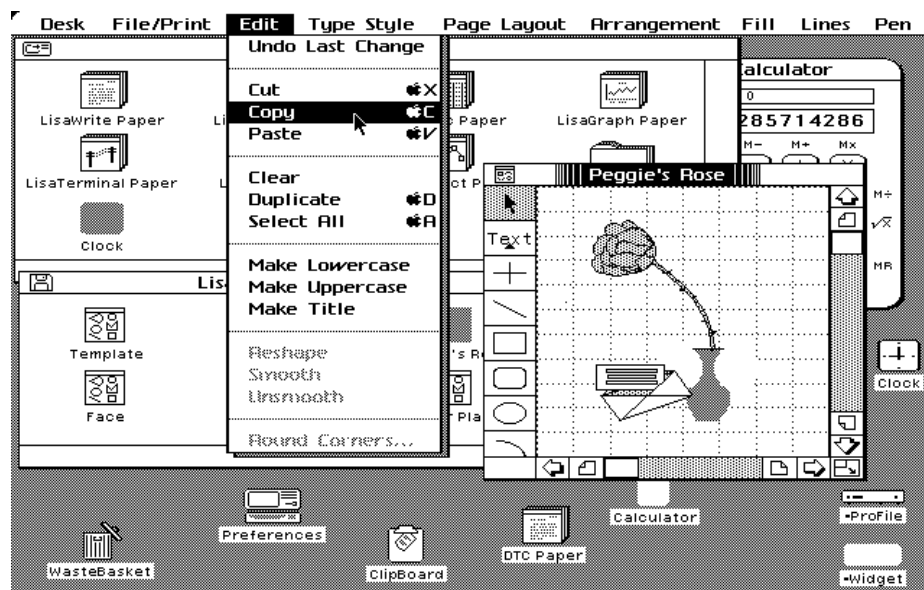 Desk File/Print Edit Type Style Page Layout Arrangement Fill Lines Pen
Undo Last Change
Cut X
Copy C
Paste V
Clear
Duplicate D
Select All A
Make Lowercase
Make Uppercase
Make Title
Reshape
Smooth
Unsmooth
Round Corners...
LisaWrite Paper
Paper
LisaGraph Paper
LisaTerminal Paper
Clock
Lis
Template
Face
's R
Pla
alculator
0
285714286
M- M+ Mx
M÷
√x
MR
Peggie's Rose
Text
Clock
Preferences
WasteBasket
ClipBoard
DTC Paper
Calculator
-ProFile
-Widget